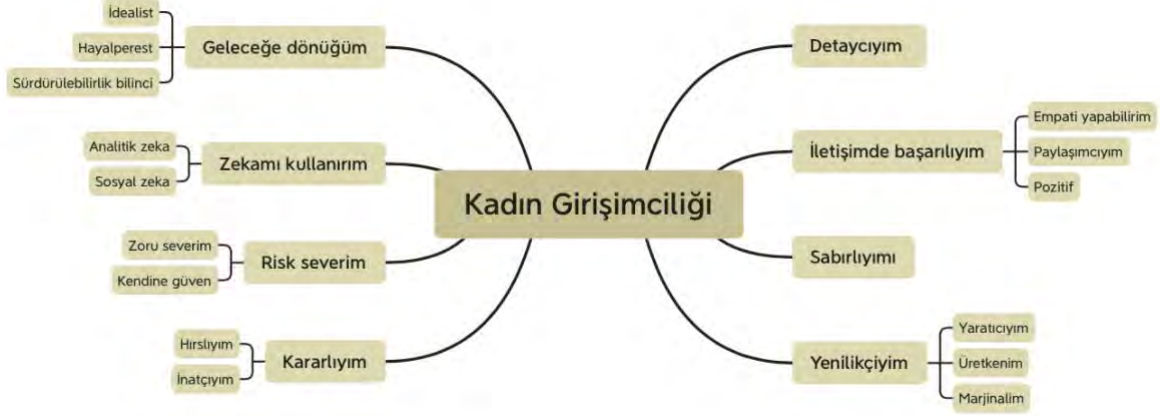 Kadın Girişimciliği
Geleceğe dönüğüm
İdealist
Hayalperest
Sürdürülebilirlik bilinci
Zekamı kullanırım
Analitik zeka
Sosyal zeka
Risk severim
Zoru severim
Kendine güven
Kararlıyım
Hırslıyım
İnatçıyım
Detaycıyım
İletişimde başarılıyım
Empati yapabilirim
Paylaşımcıyım
Pozitif
Sabırlıyımı
Yenilikçiyim
Yaratıcıyım
Üretkenim
Marjinalim